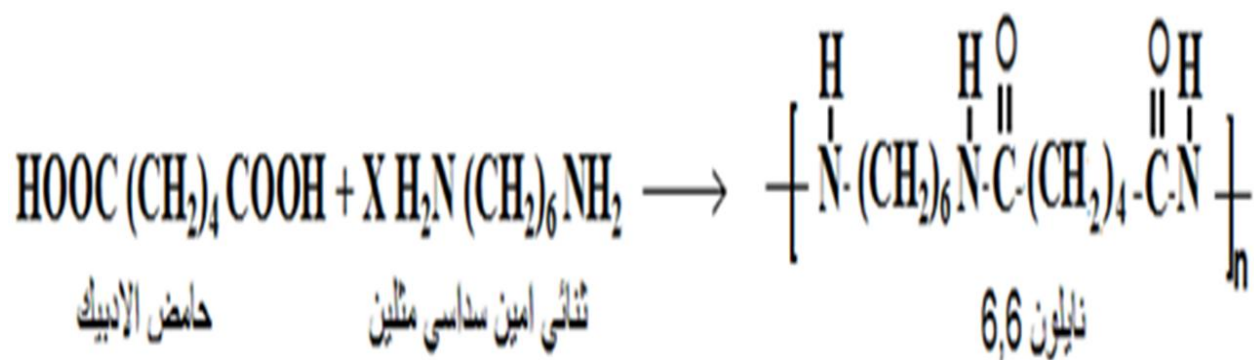 H H O O H
HOOC (CH₂)₄ COOH + X H₂N (CH₂)₆ NH₂ ⟶ [ N-(CH₂)₆ N-C-(CH₂)₄-C-N ]n
حامض الادبيك ثنائي امين سداسي مثلين نايلون 6,6